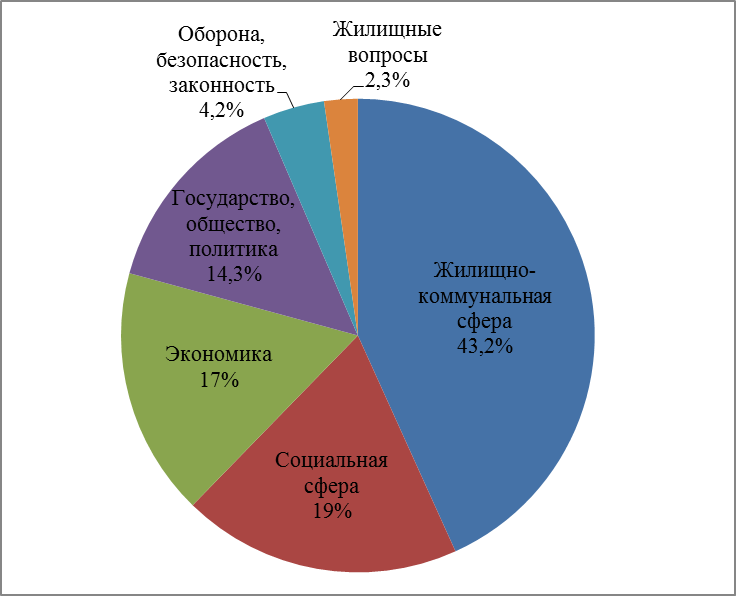 Оборона,
безопасность,
законность
4,2%
Жилищные
вопросы
2,3%
Государство,
общество,
политика
14,3%
Жилищно-
коммунальная
сфера
43,2%
Экономика
17%
Социальная
сфера
19%